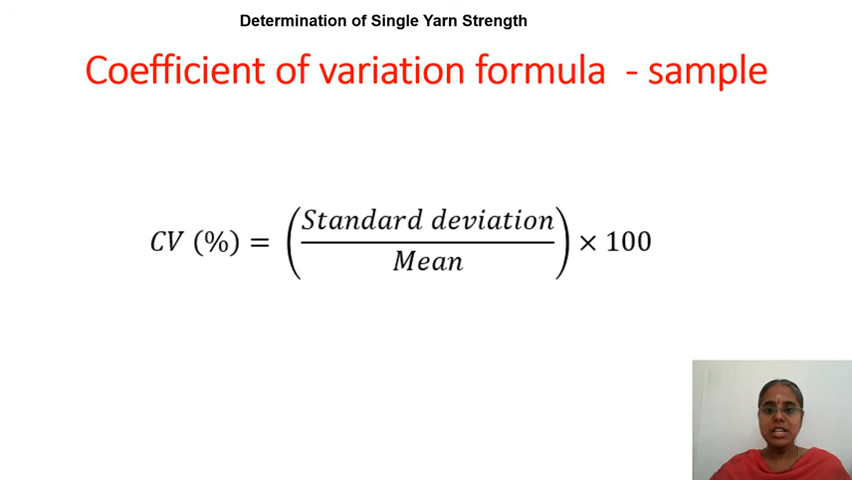 Determination of Single Yarn Strength
Coefficient of variation formula - sample
CV (%) = (Standard deviation / Mean) × 100